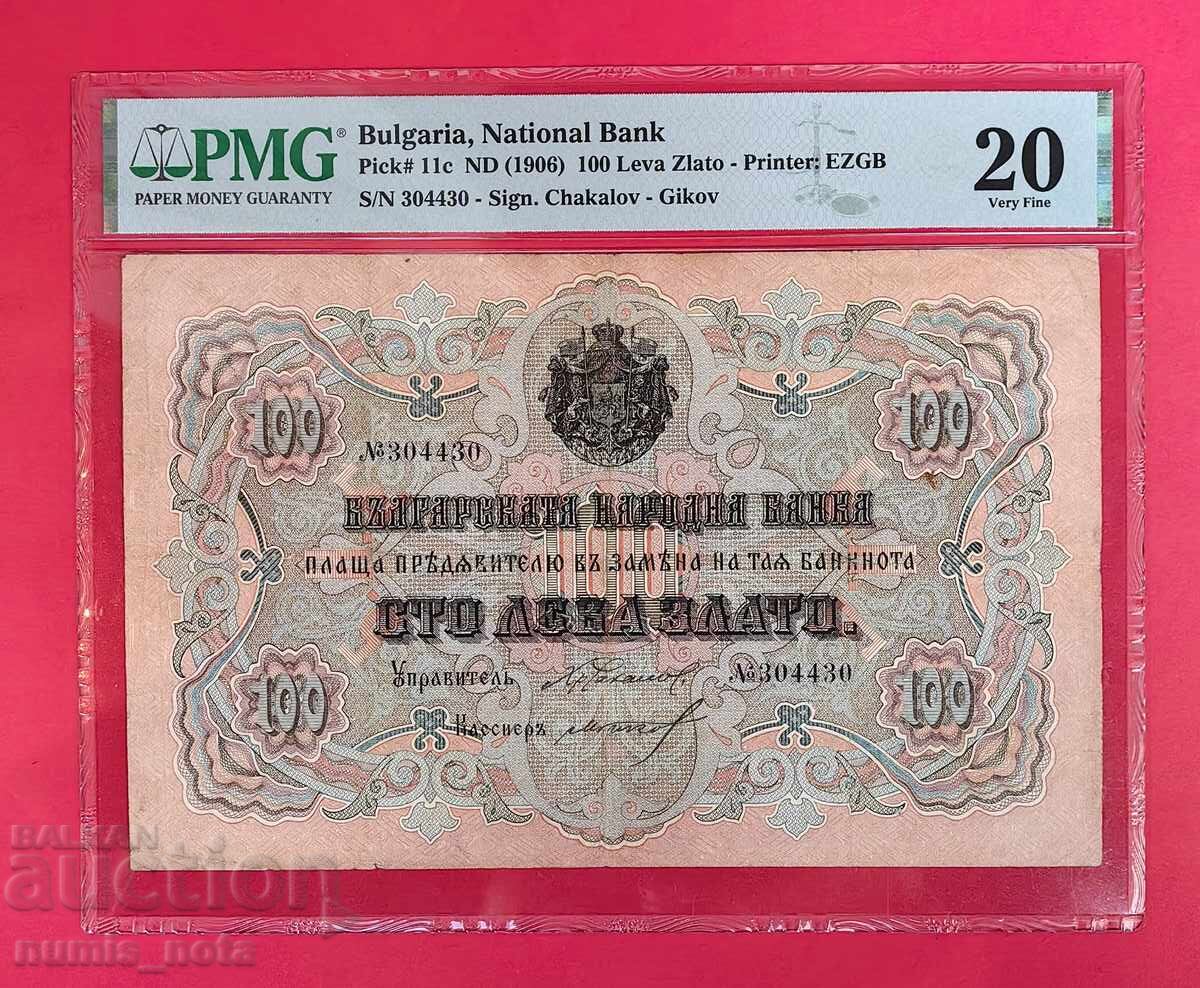 PMG®
PAPER MONEY GUARANTY
Bulgaria, National Bank
Pick# 11c ND (1906) 100 Leva Zlato - Printer: EZGB
S/N 304430 - Sign. Chakalov - Gikov
20
Very Fine
100
100
№304430
БЪЛГАРСКАТА НАРОДНА БАНКА
ПЛАЩА ПРѢДЯВИТЕЛЮ ВЪ ЗАМѢНА НА ТАЯ БАНКНОТА
100
СТО ЛЕВА ЗЛАТО.
Управитель
№304430
100
100
Кассиеръ
BALKAN
auction
numis_nota